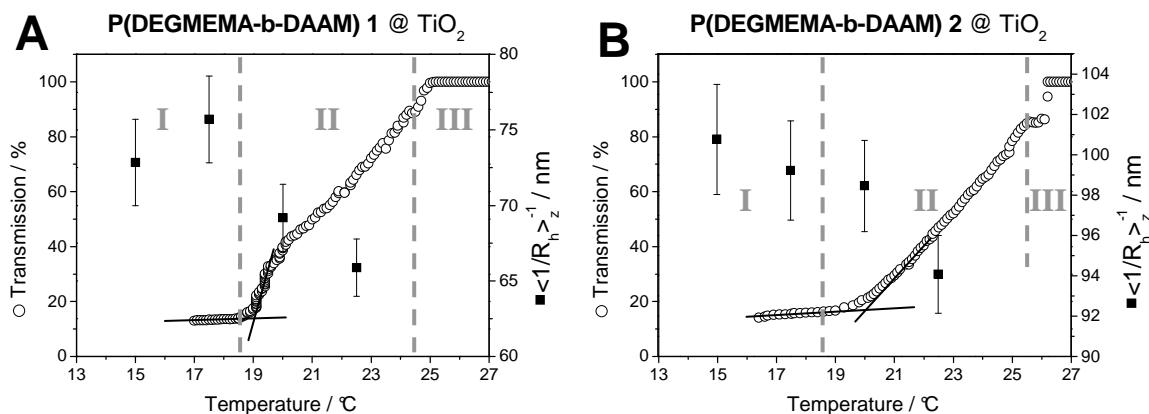 A
P(DEGMEMA-b-DAAM) 1 @ TiO2
100
80
60
40
20
0
○ Transmission / %
I
II
III
80
75
70
65
60
■ <1/Rh>z-1 / nm
13 15 17 19 21 23 25 27
Temperature / °C
B
P(DEGMEMA-b-DAAM) 2 @ TiO2
100
80
60
40
20
0
○ Transmission / %
I
II
III
104
102
100
98
96
94
92
90
■ <1/Rh>z-1 / nm
13 15 17 19 21 23 25 27
Temperature / °C